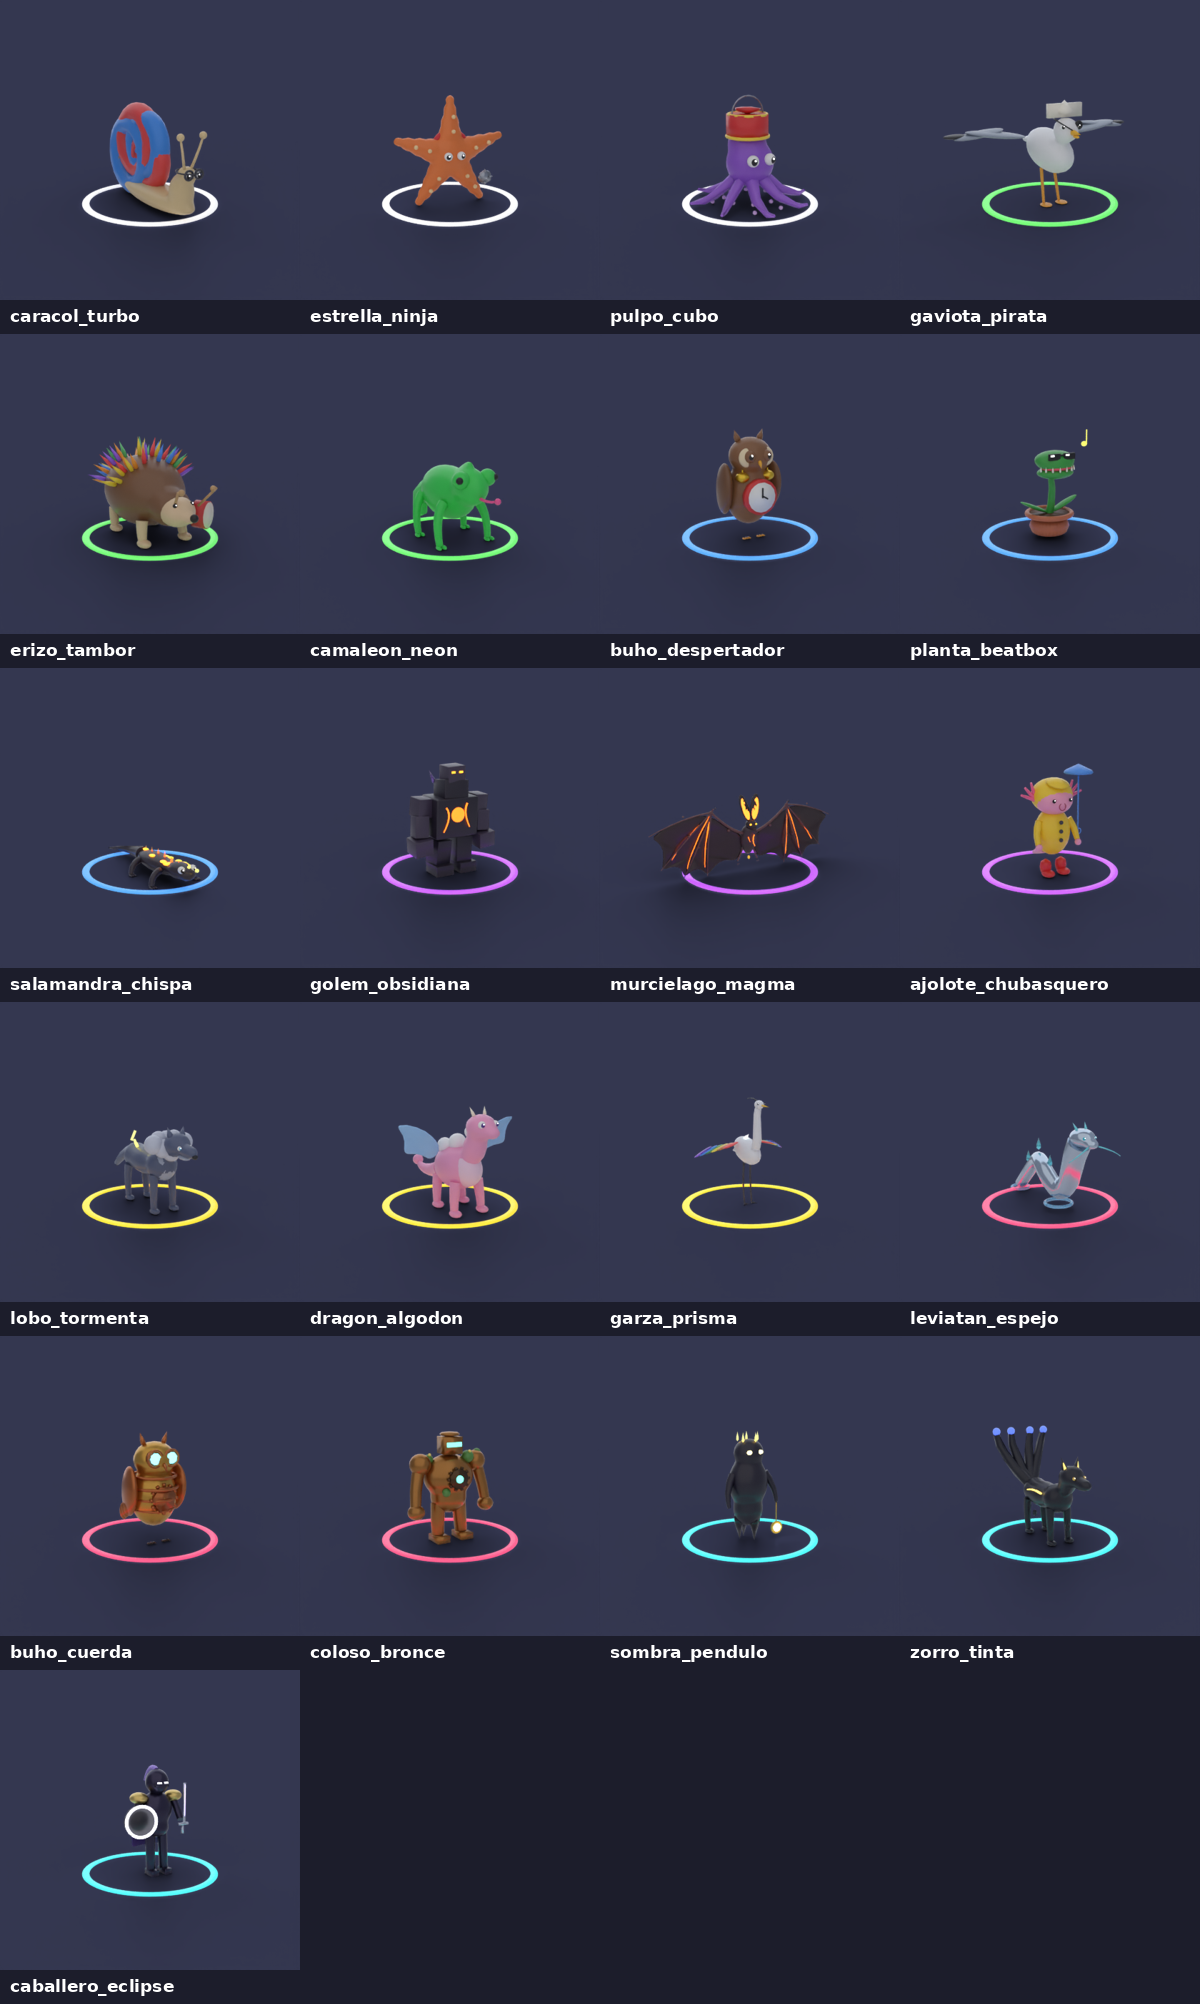 caracol_turbo
estrella_ninja
pulpo_cubo
gaviota_pirata
erizo_tambor
camaleon_neon
buho_despertador
planta_beatbox
salamandra_chispa
golem_obsidiana
murcielago_magma
ajolote_chubasquero
lobo_tormenta
dragon_algodon
garza_prisma
leviatan_espejo
buho_cuerda
coloso_bronce
sombra_pendulo
zorro_tinta
caballero_eclipse